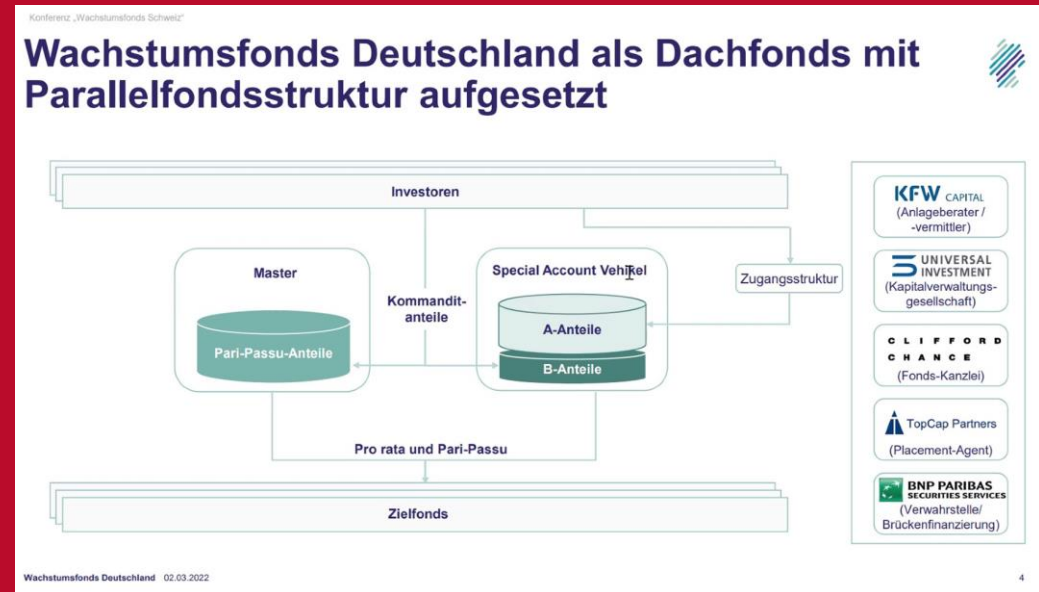 Konferenz „Wachstumsfonds Schweiz"
Wachstumsfonds Deutschland als Dachfonds mit
Parallelfondsstruktur aufgesetzt
Investoren
Master
Pari-Passu-Anteile
Kommandit-
anteile
Special Account Vehikel
A-Anteile
B-Anteile
Zugangsstruktur
Pro rata und Pari-Passu
Zielfonds
KFW CAPITAL
(Anlageberater /
-vermittler)
UNIVERSAL
INVESTMENT
(Kapitalverwaltungs-
gesellschaft)
CLIFFORD
CHANCE
(Fonds-Kanzlei)
TopCap Partners
(Placement-Agent)
BNP PARIBAS
SECURITIES SERVICES
(Verwahrstelle/
Brückenfinanzierung)
Wachstumsfonds Deutschland 02.03.2022
4